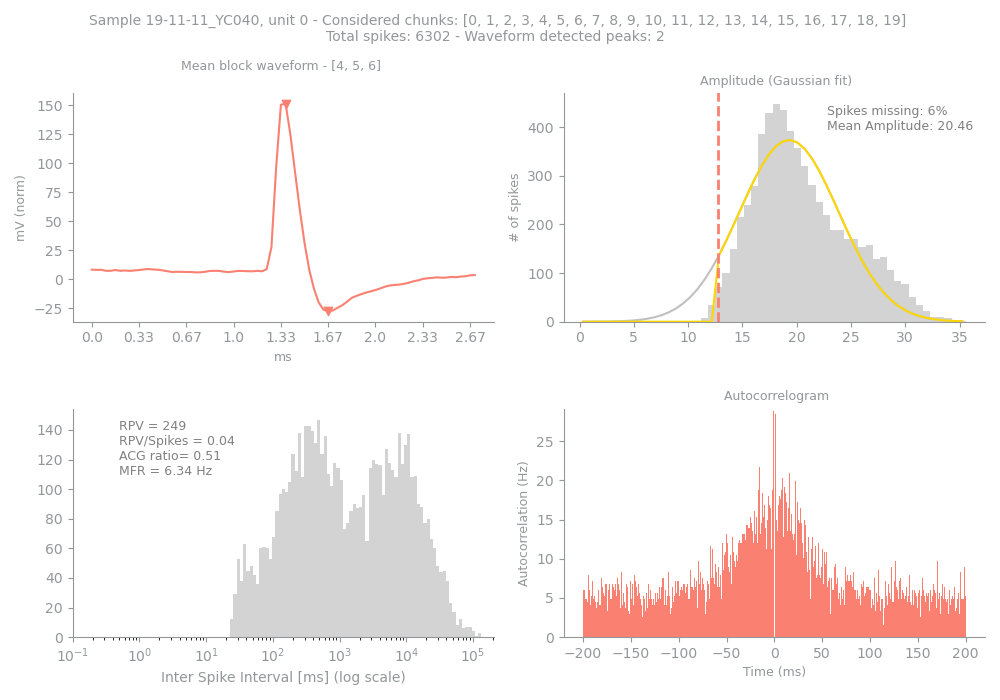 Sample 19-11-11_YC040, unit 0 - Considered chunks: [0, 1, 2, 3, 4, 5, 6, 7, 8, 9, 10, 11, 12, 13, 14, 15, 16, 17, 18, 19]
Total spikes: 6302 - Waveform detected peaks: 2
Mean block waveform - [4, 5, 6]
mV (norm)
150
125
100
75
50
25
0
−25
0.0 0.33 0.67 1.0 1.33 1.67 2.0 2.33 2.67
ms
Amplitude (Gaussian fit)
Spikes missing: 6%
Mean Amplitude: 20.46
# of spikes
400
300
200
100
0
0 5 10 15 20 25 30 35
RPV = 249
RPV/Spikes = 0.04
ACG ratio= 0.51
MFR = 6.34 Hz
140
120
100
80
60
40
20
0
10⁻¹ 10⁰ 10¹ 10² 10³ 10⁴ 10⁵
Inter Spike Interval [ms] (log scale)
Autocorrelogram
Autocorrelation (Hz)
25
20
15
10
5
0
−200 −150 −100 −50 0 50 100 150 200
Time (ms)